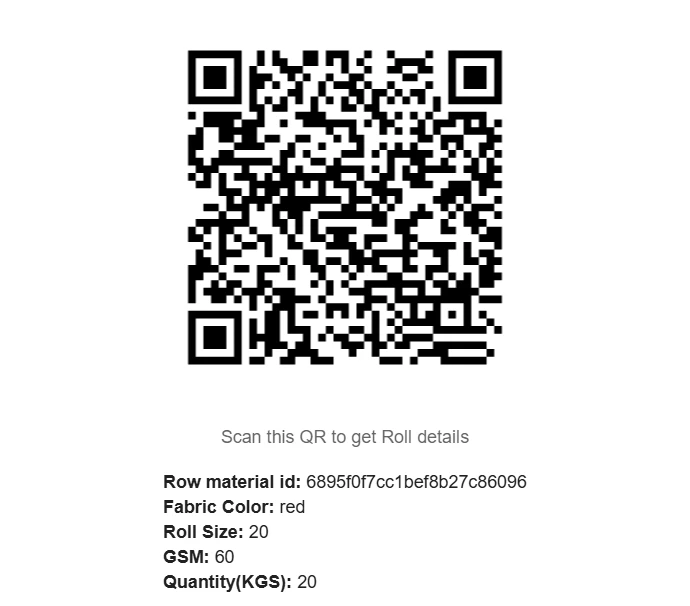 Scan this QR to get Roll details
Row material id: 6895f0f7cc1bef8b27c86096
Fabric Color: red
Roll Size: 20
GSM: 60
Quantity(KGS): 20